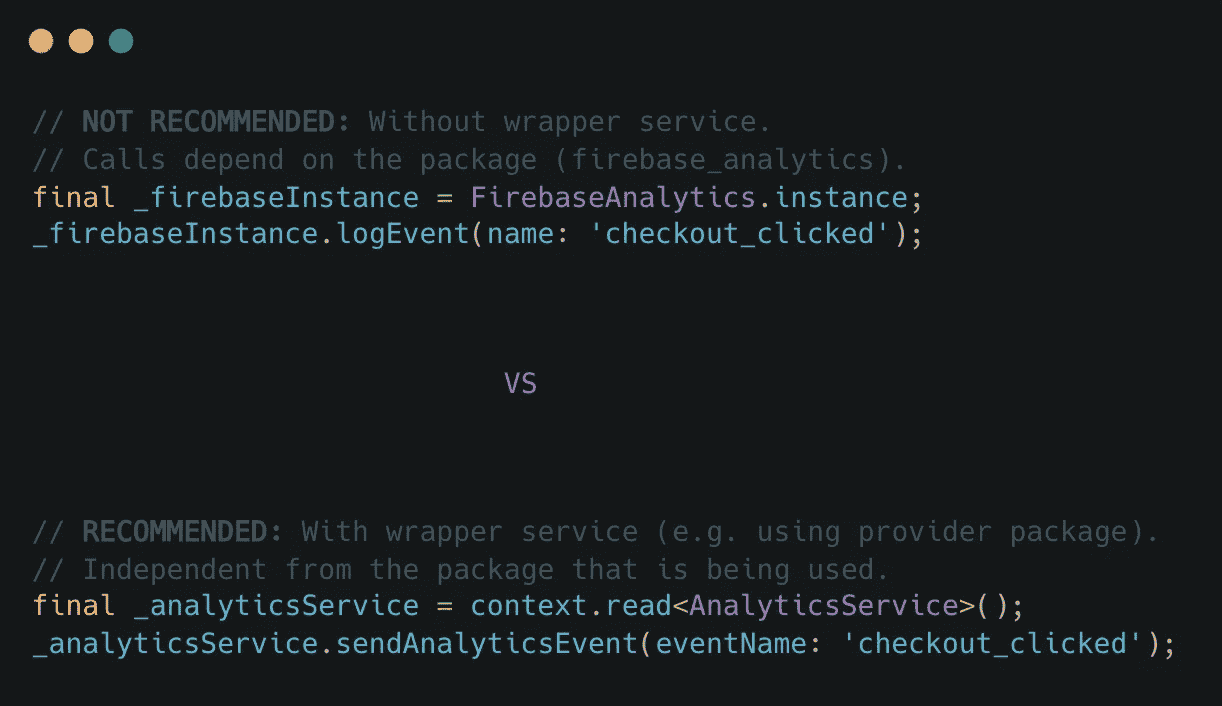 // NOT RECOMMENDED: Without wrapper service.
// Calls depend on the package (firebase_analytics).
final _firebaseInstance = FirebaseAnalytics.instance;
_firebaseInstance.logEvent(name: 'checkout_clicked');
VS
// RECOMMENDED: With wrapper service (e.g. using provider package).
// Independent from the package that is being used.
final _analyticsService = context.read<AnalyticsService>();
_analyticsService.sendAnalyticsEvent(eventName: 'checkout_clicked');